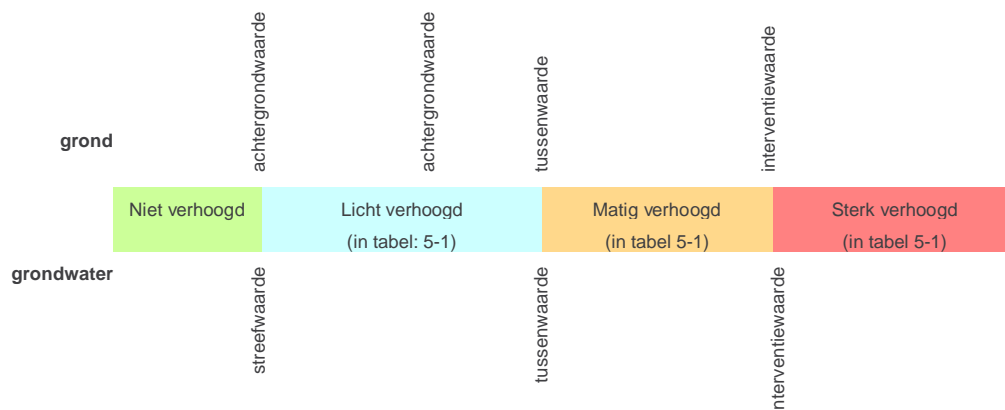 achtergrondwaarde
achtergrondwaarde
tussenwaarde
interventiewaarde
grond
Niet verhoogd
Licht verhoogd
(in tabel: 5-1)
Matig verhoogd
(in tabel 5-1)
Sterk verhoogd
(in tabel 5-1)
grondwater
streefwaarde
tussenwaarde
nterventiewaarde